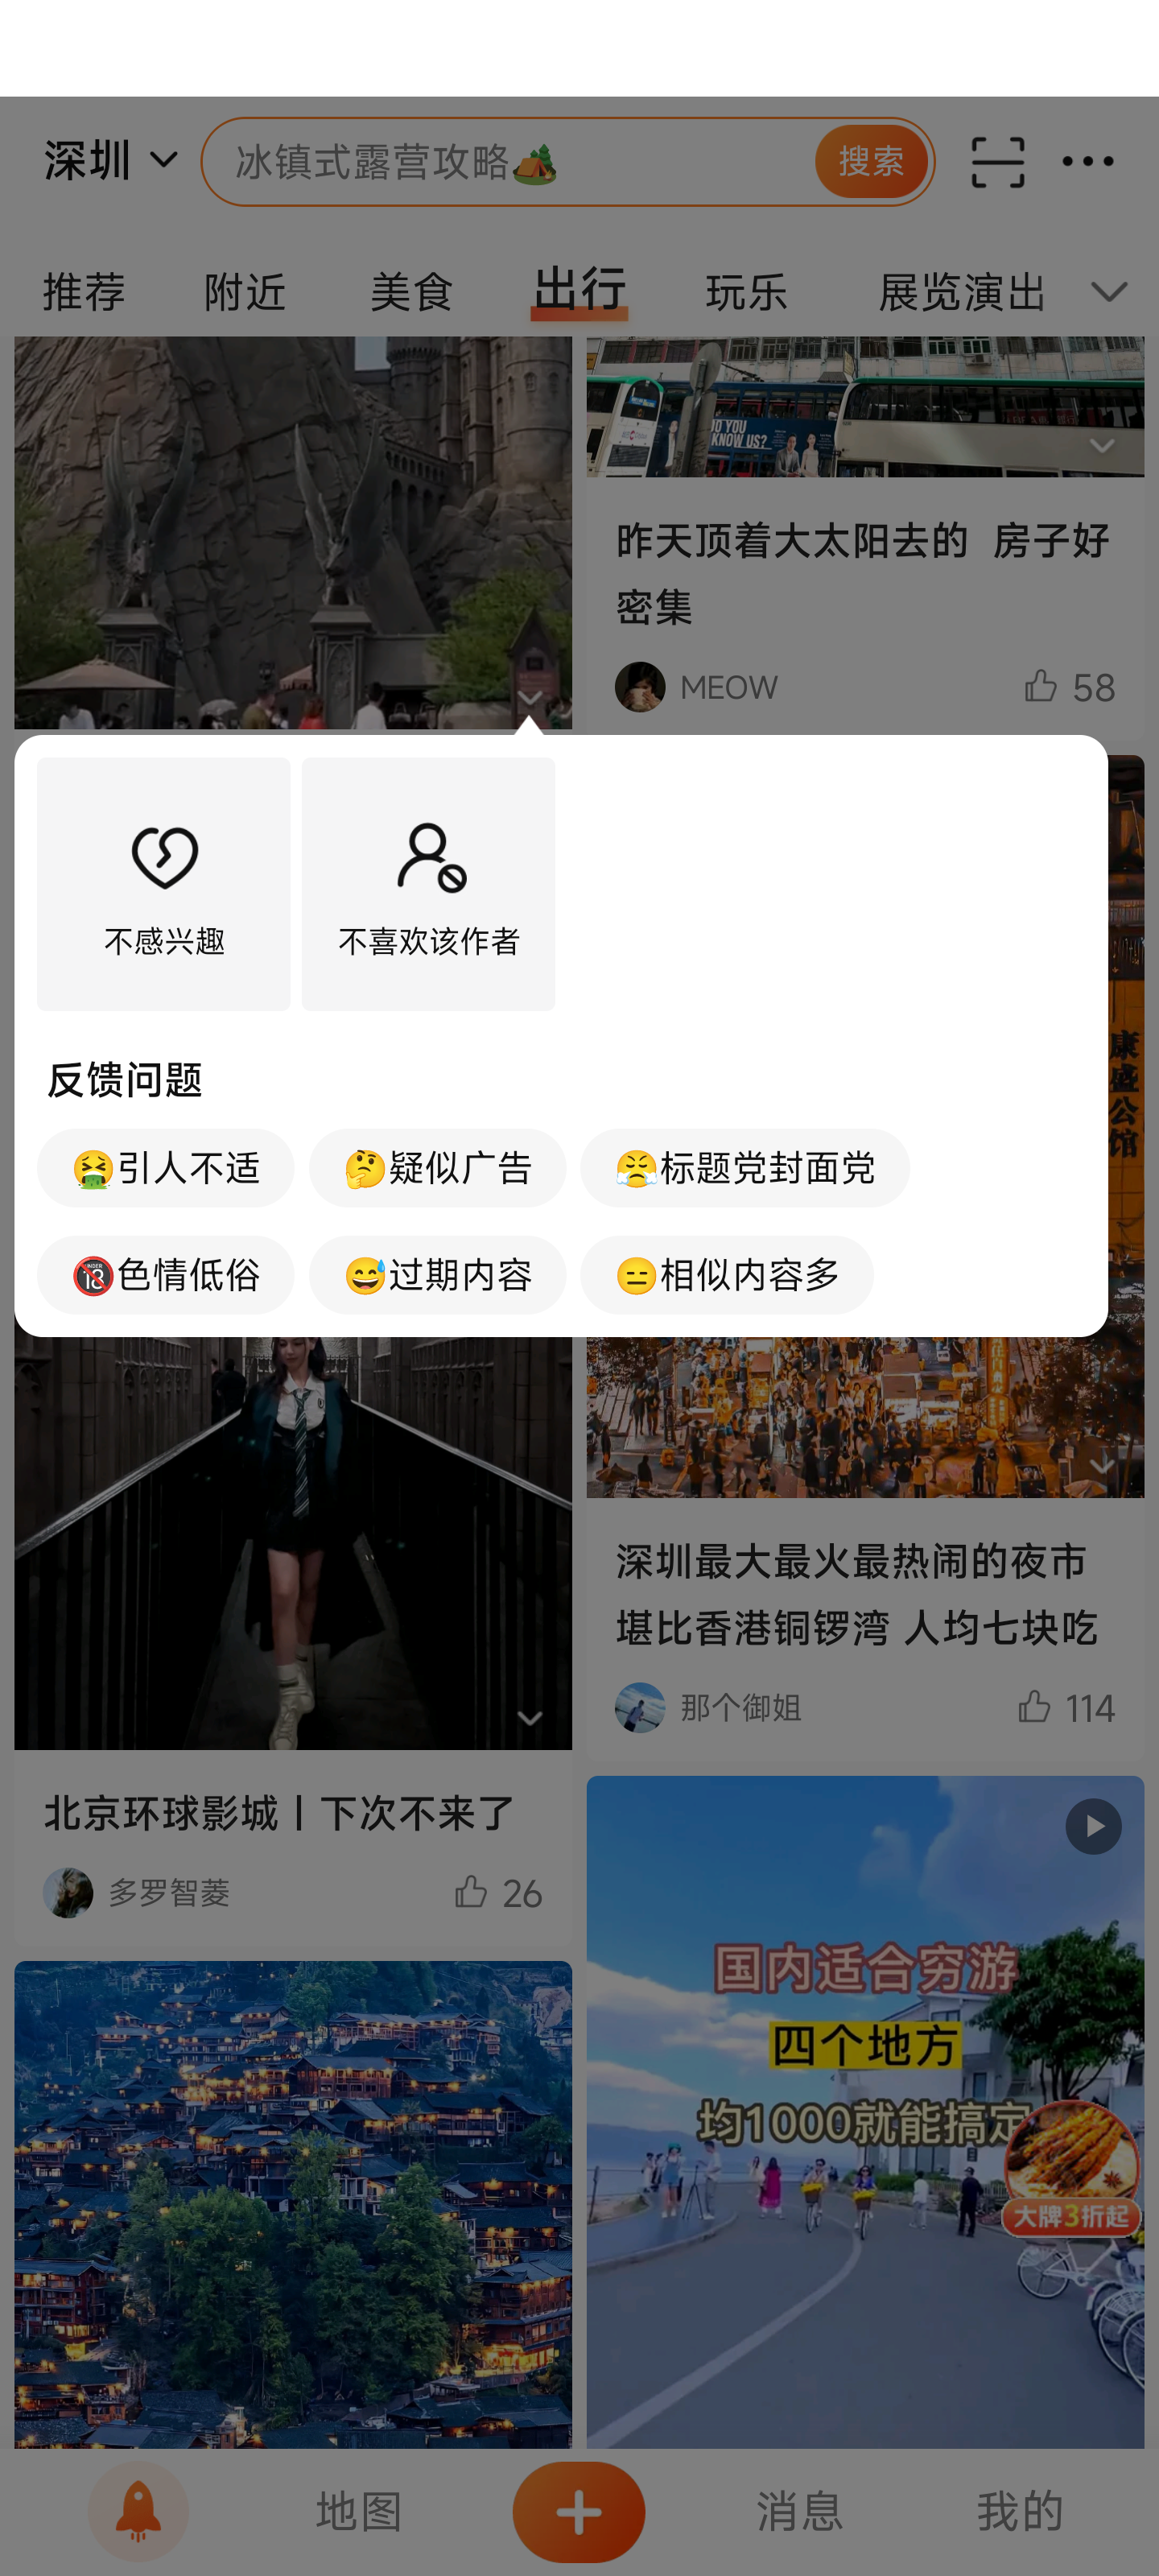 深圳
冰镇式露营攻略🏕️
搜索
推荐 附近 美食 出行 玩乐 展览演出
DO YOU
KNOW US?
昨天顶着大太阳去的 房子好
密集
MEOW 58
不感兴趣 不喜欢该作者
反馈问题
🤮引人不适 🤔疑似广告 😤标题党封面党
🔞色情低俗 😅过期内容 😑相似内容多
康盛公馆
深圳最大最火最热闹的夜市
堪比香港铜锣湾 人均七块吃
那个御姐 114
北京环球影城丨下次不来了
多罗智菱 26
国内适合穷游
四个地方
均1000就能搞定
大牌3折起
地图 消息 我的